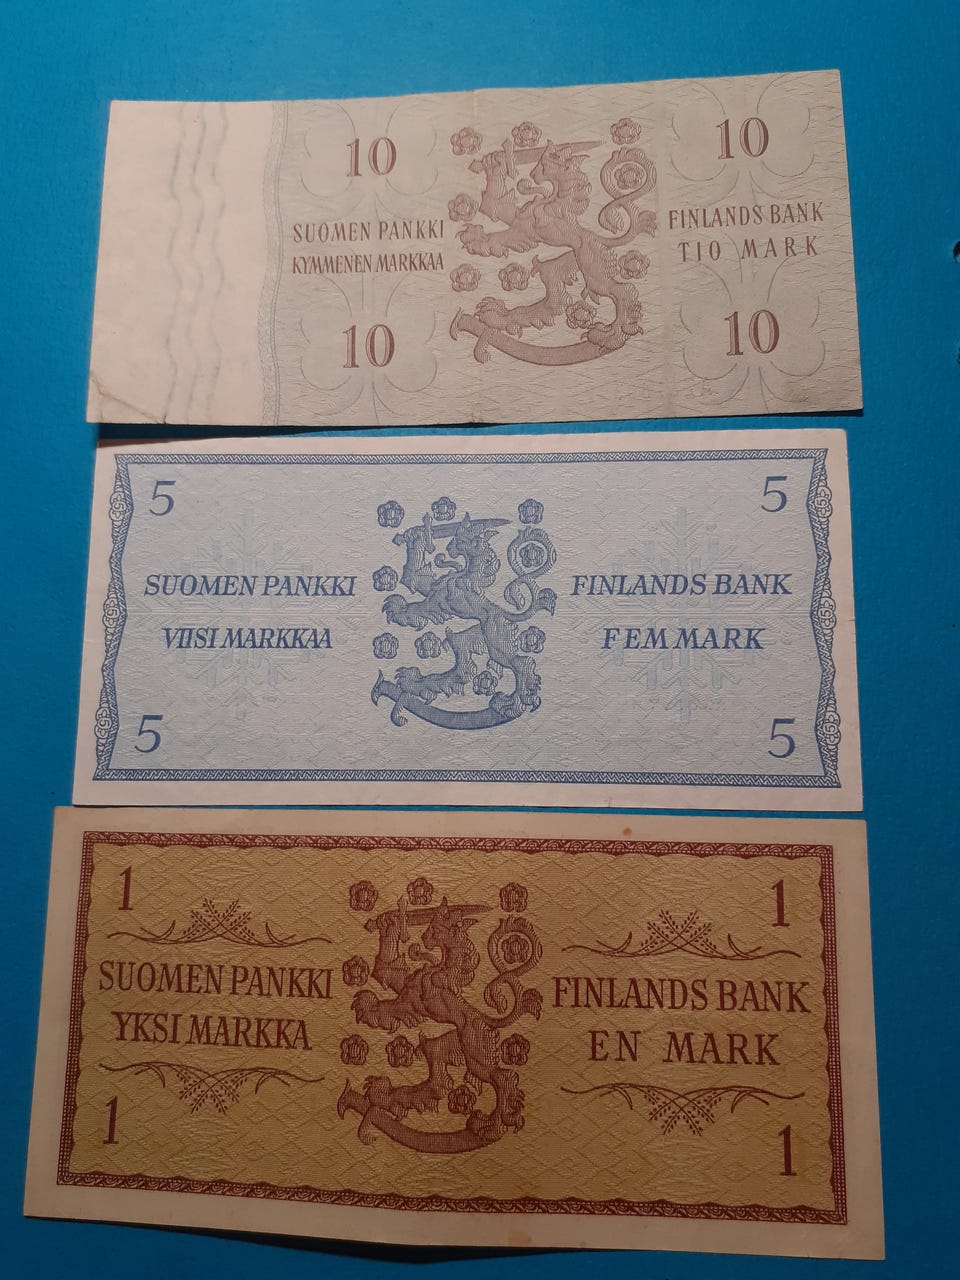 10 10
SUOMEN PANKKI FINLANDS BANK
KYMMENEN MARKKAA TIO MARK
10 10
5 5
SUOMEN PANKKI FINLANDS BANK
VIISI MARKKAA FEM MARK
5 5
1 1
SUOMEN PANKKI FINLANDS BANK
YKSI MARKKA EN MARK
1 1